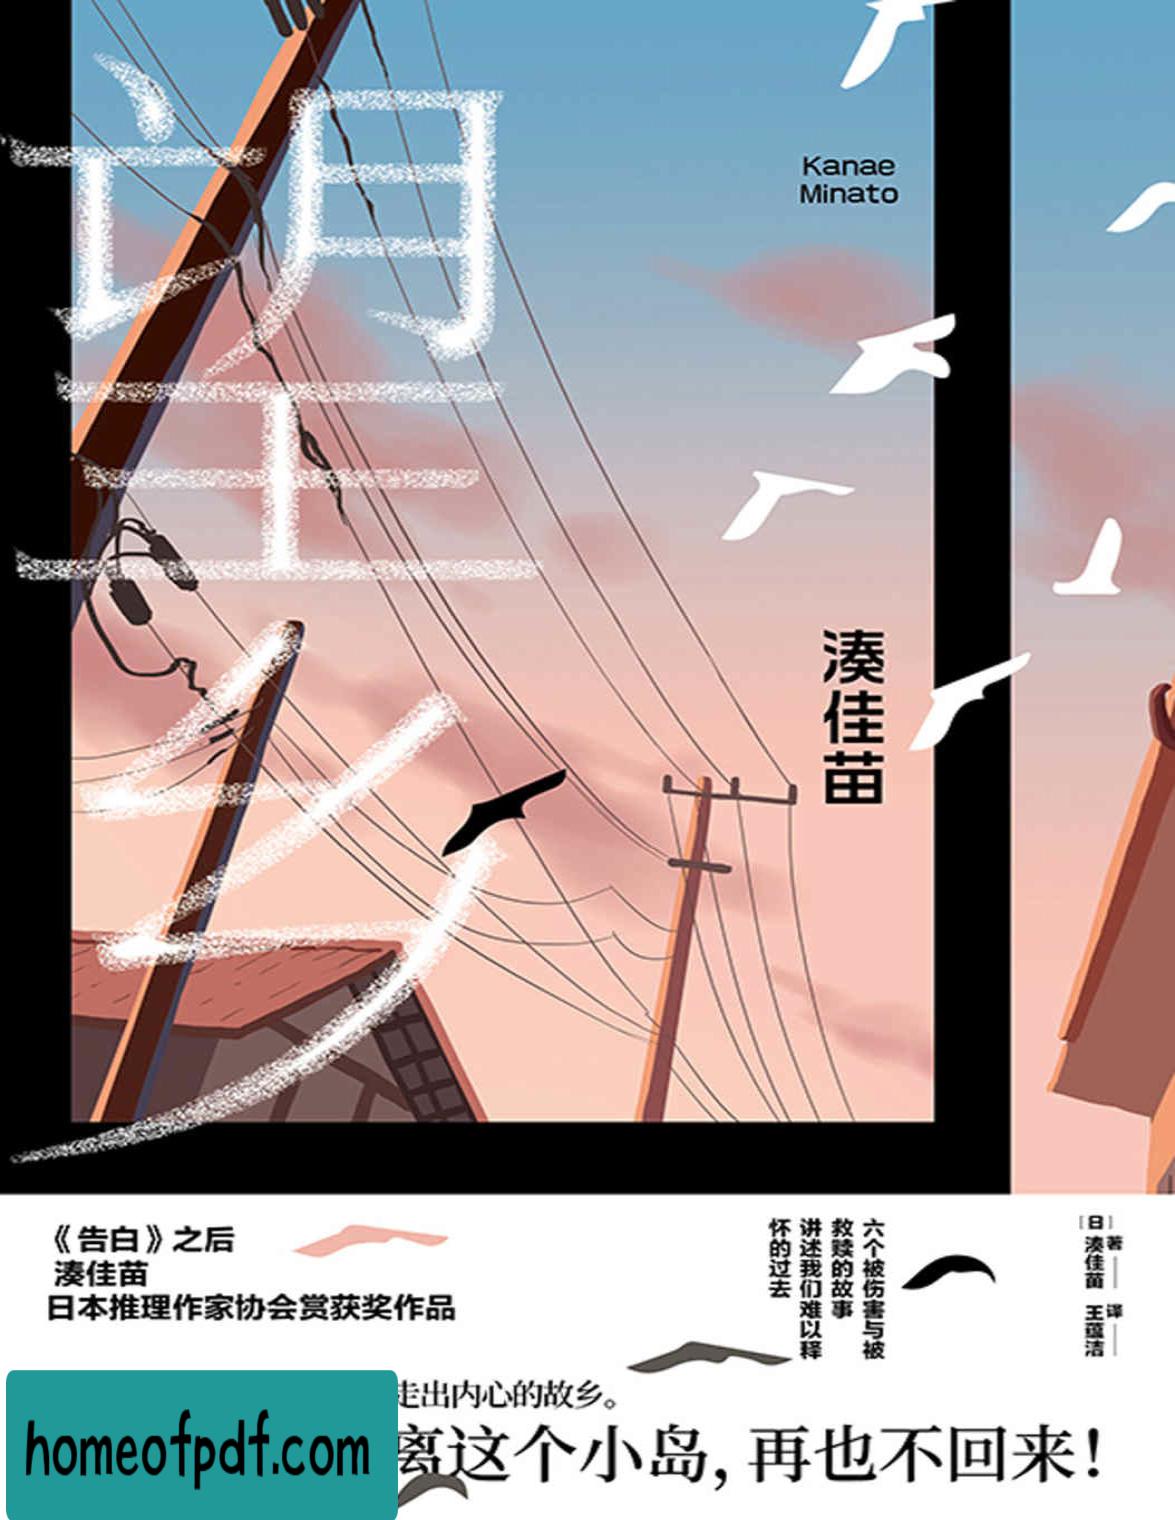 望乡
Kanae
Minato
湊佳苗
《告白》之后
湊佳苗
日本推理作家协会赏获奖作品
六个被伤害与被
救赎的故事
讲述我们难以释
怀的过去
[日]湊佳苗 著
王蕴洁 译
走出内心的故乡。
离这个小岛,再也不回来!
homeofpdf.com